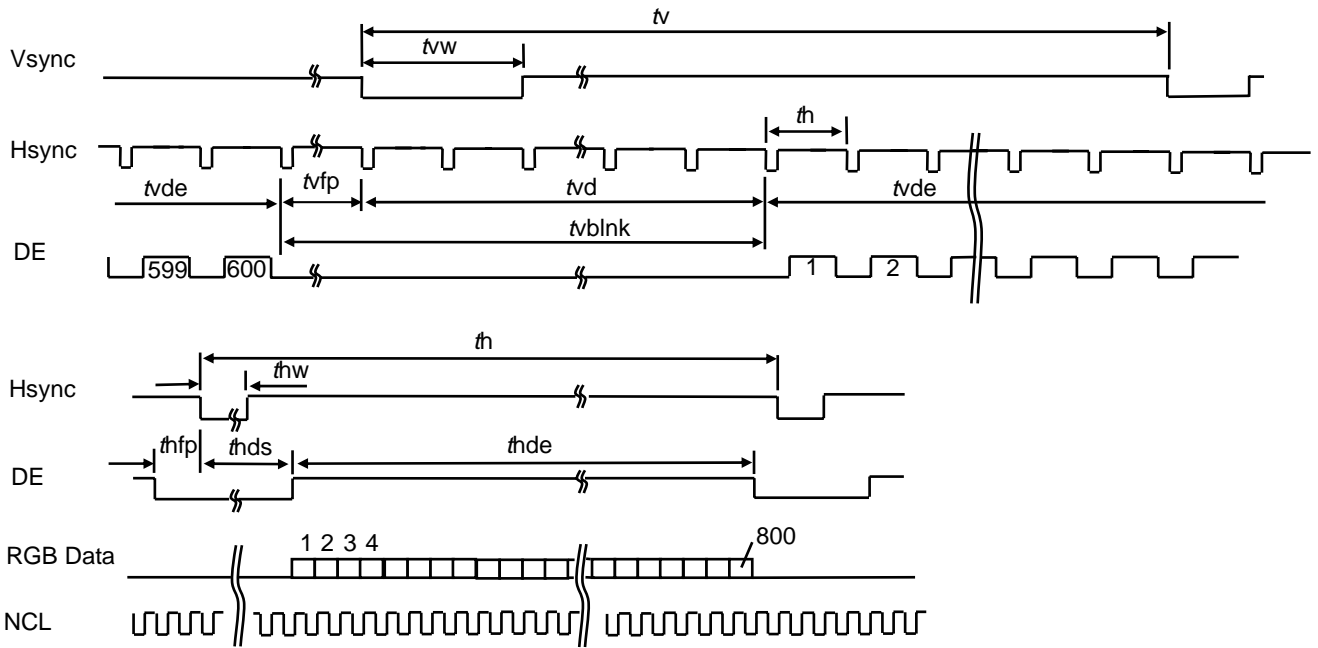 tv
Vsync
tvw
th
Hsync
tvde
tvfp
tvd
tvde
tvblnk
DE
599
600
1
2
th
Hsync
thw
thfp
thds
thde
DE
1 2 3 4
800
RGB Data
NCL